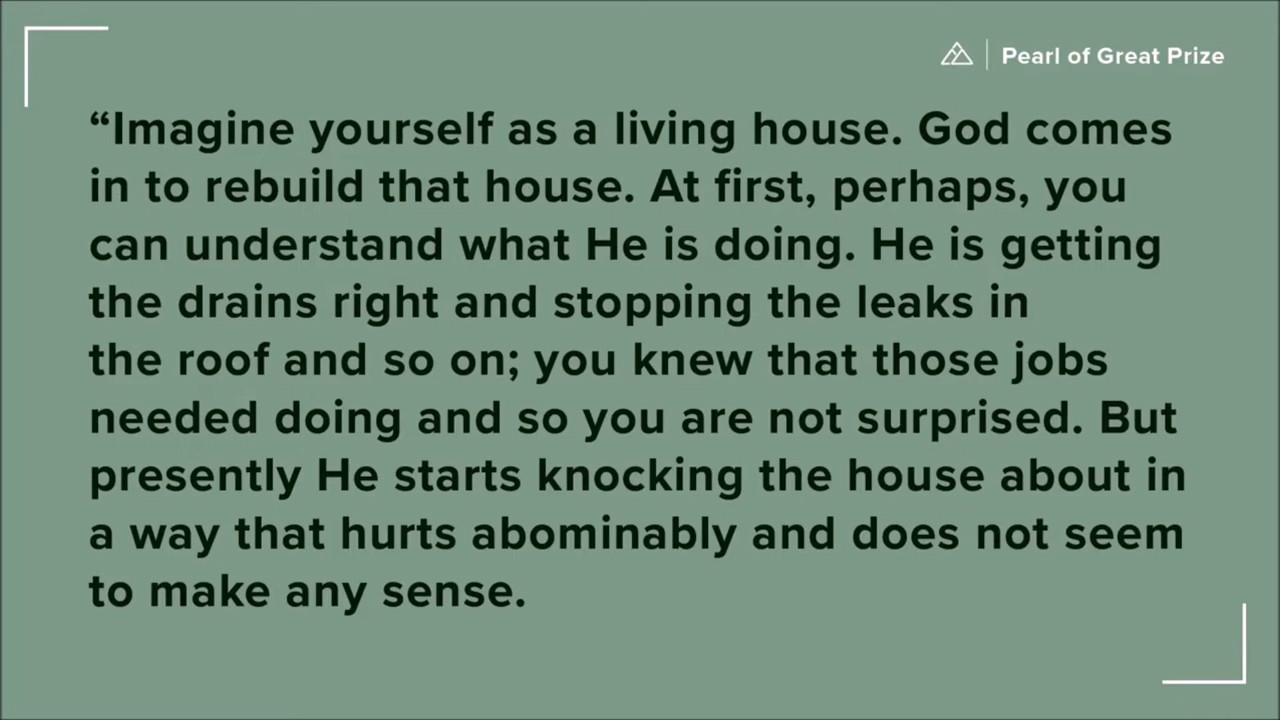 Pearl of Great Prize
“Imagine yourself as a living house. God comes
in to rebuild that house. At first, perhaps, you
can understand what He is doing. He is getting
the drains right and stopping the leaks in
the roof and so on; you knew that those jobs
needed doing and so you are not surprised. But
presently He starts knocking the house about in
a way that hurts abominably and does not seem
to make any sense.